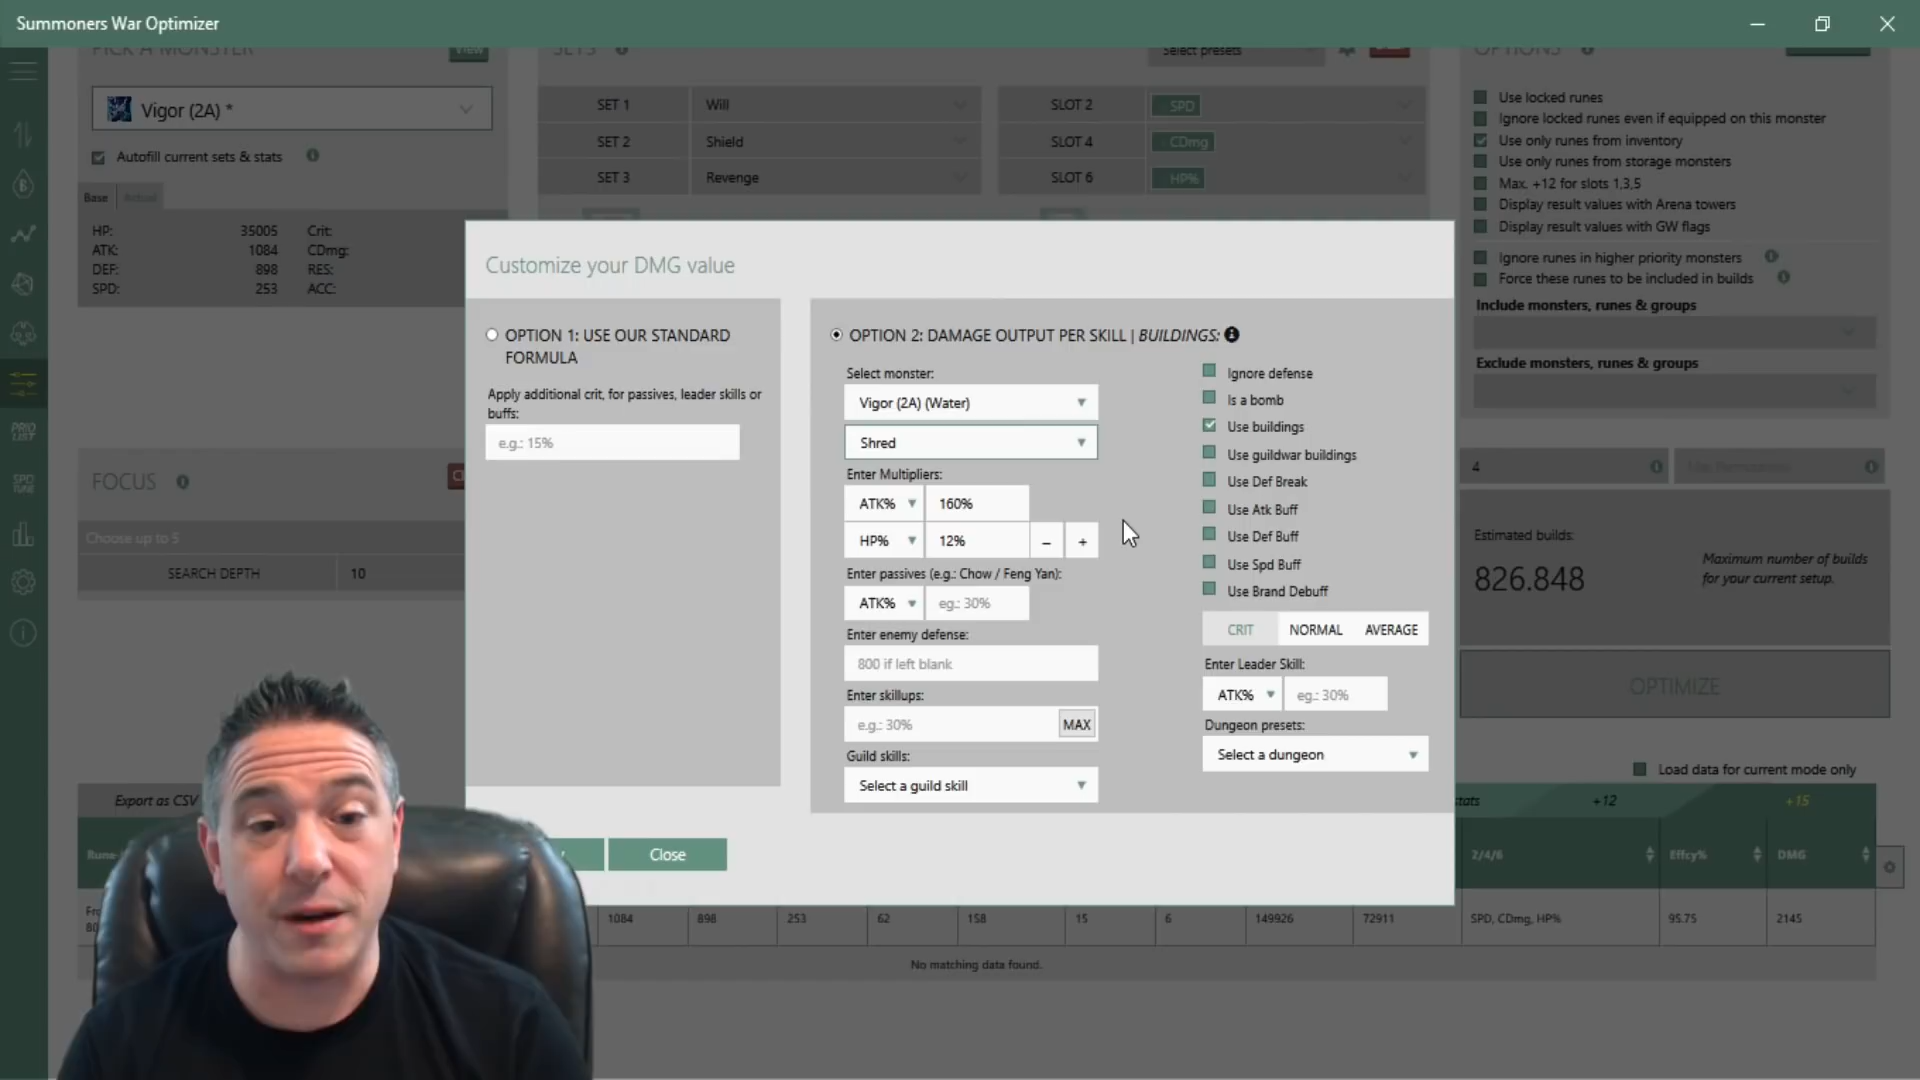 Summoners War Optimizer
PICK A MONSTER
View
SETS
Select presets
OPTIONS
Vigor (2A) *
SET 1
Will
SLOT 2
SPD
SET 2
Shield
SLOT 4
CDmg
SET 3
Revenge
SLOT 6
HP%
Autofill current sets & stats
Base
Actual
HP:
35005
Crit:
ATK:
1084
CDmg:
DEF:
898
RES:
SPD:
253
ACC:
Use locked runes
Ignore locked runes even if equipped on this monster
Use only runes from inventory
Use only runes from storage monsters
Max. +12 for slots 1,3,5
Display result values with Arena towers
Display result values with GW flags
Ignore runes in higher priority monsters
Force these runes to be included in builds
Include monsters, runes & groups
Exclude monsters, runes & groups
Customize your DMG value
OPTION 1: USE OUR STANDARD
FORMULA
Apply additional crit, for passives, leader skills or
buffs:
e.g.: 15%
OPTION 2: DAMAGE OUTPUT PER SKILL | BUILDINGS:
Select monster:
Vigor (2A) (Water)
Shred
Enter Multipliers:
ATK%
160%
HP%
12%
–
+
Enter passives (e.g.: Chow / Feng Yan):
ATK%
eg.: 30%
Enter enemy defense:
800 if left blank
Enter skillups:
e.g.: 30%
MAX
Guild skills:
Select a guild skill
Ignore defense
Is a bomb
Use buildings
Use guildwar buildings
Use Def Break
Use Atk Buff
Use Def Buff
Use Spd Buff
Use Brand Debuff
CRIT
NORMAL
AVERAGE
Enter Leader Skill:
ATK%
eg.: 30%
Dungeon presets:
Select a dungeon
Close
PRIO
LIST
SPD
TUNE
FOCUS
Choose up to 5
SEARCH DEPTH
10
4
Estimated builds:
826.848
Maximum number of builds
for your current setup.
OPTIMIZE
Load data for current mode only
Export as CSV
+12
+15
2/4/6
Effcy%
DMG
1084
898
253
62
158
15
6
149926
72911
SPD, CDmg, HP%
95.75
2145
No matching data found.